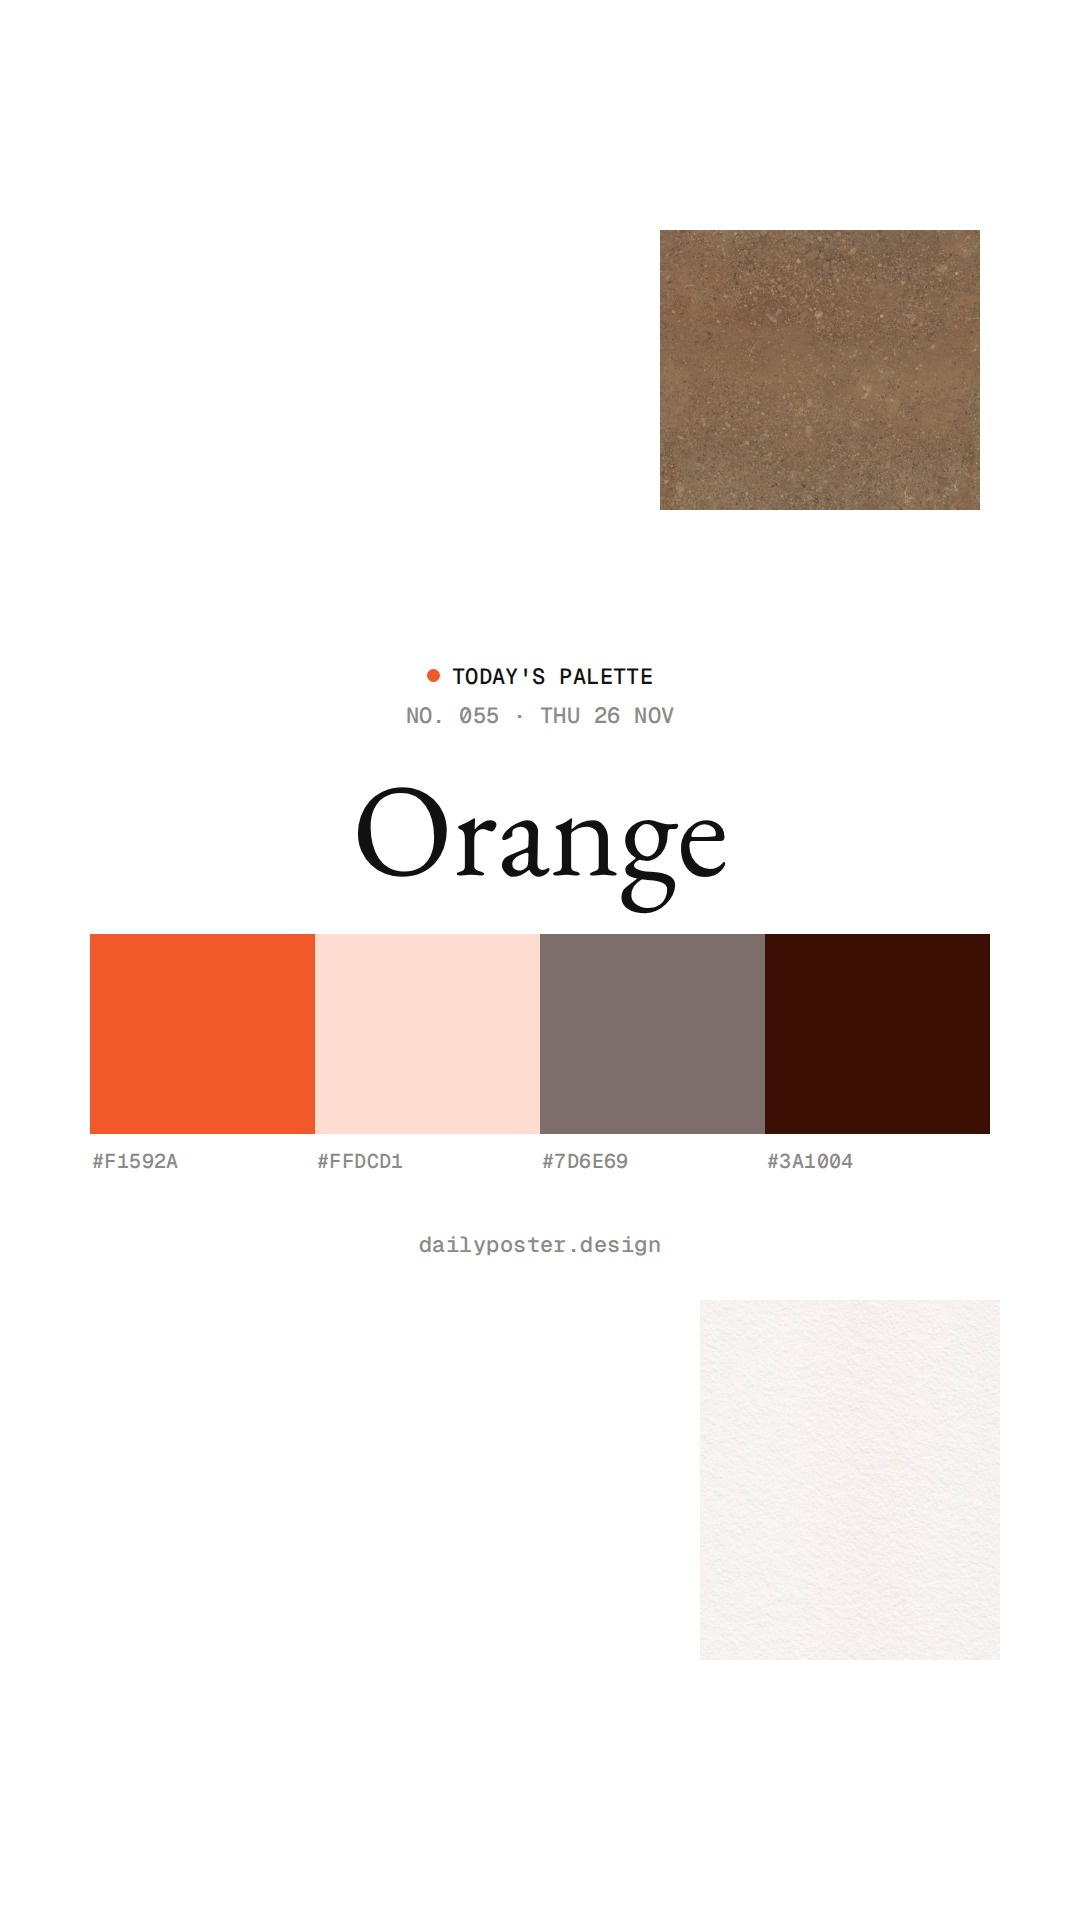 TODAY'S PALETTE
NO. 055 · THU 26 NOV
Orange
#F1592A #FFDCD1 #7D6E69 #3A1004
dailyposter.design